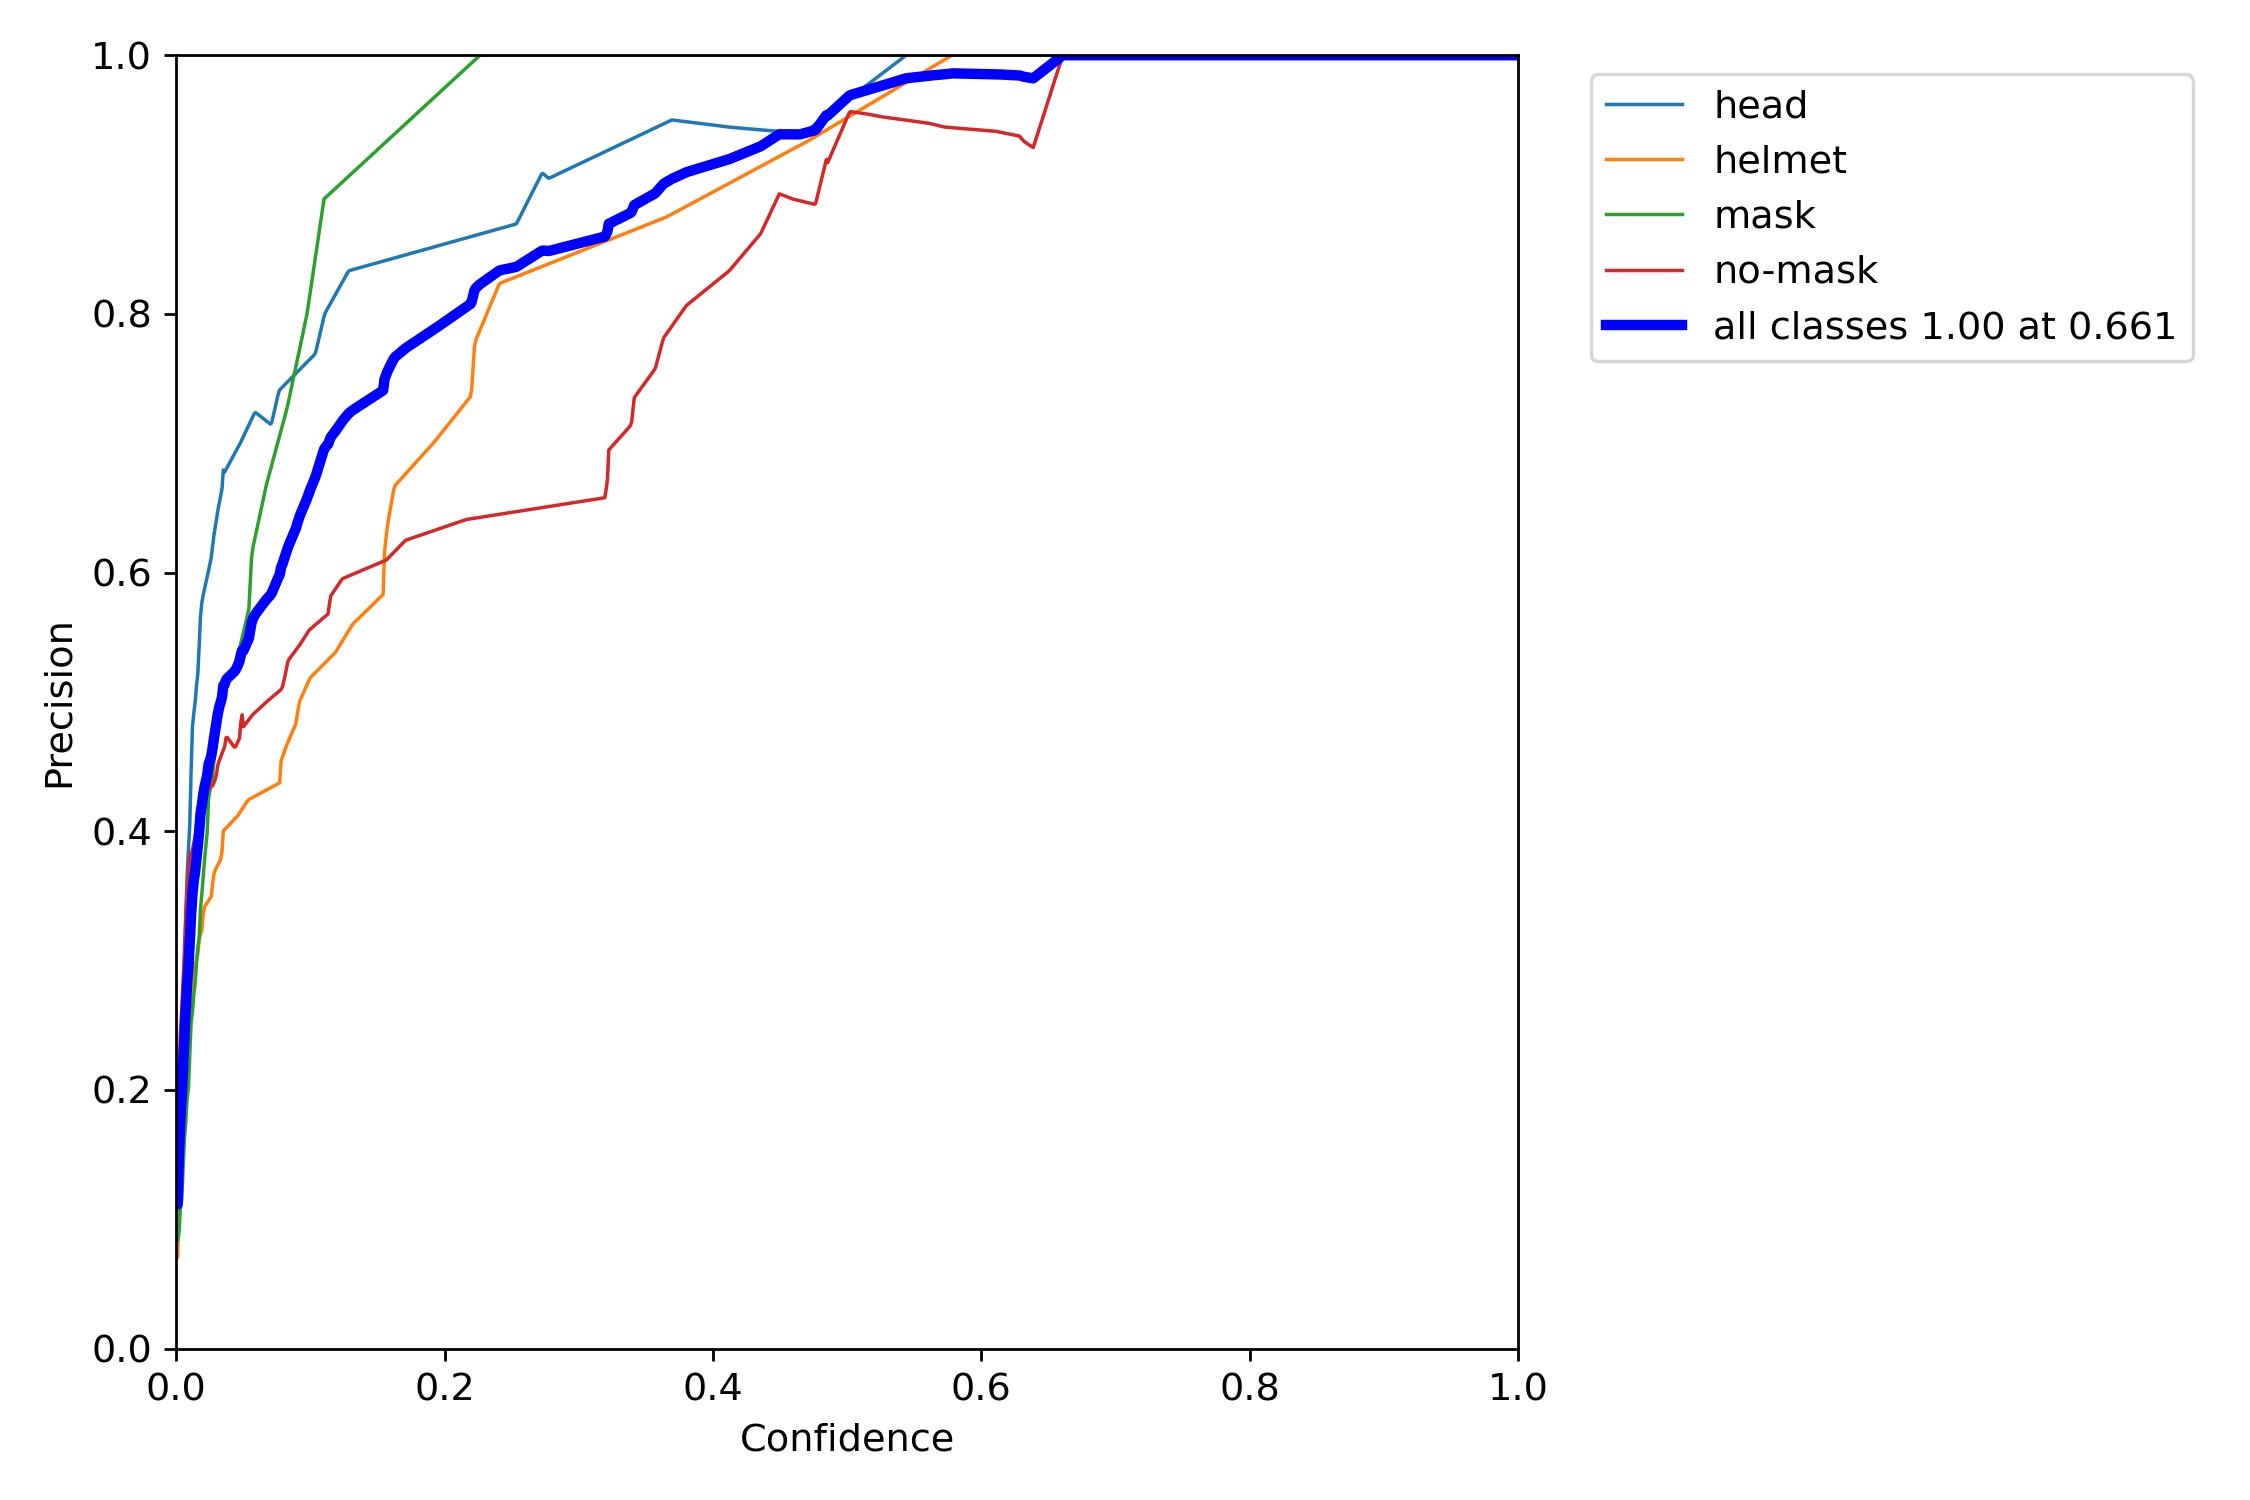 1.0
0.8
0.6
0.4
0.2
0.0
Precision
0.0 0.2 0.4 0.6 0.8 1.0
Confidence
head
helmet
mask
no-mask
all classes 1.00 at 0.661